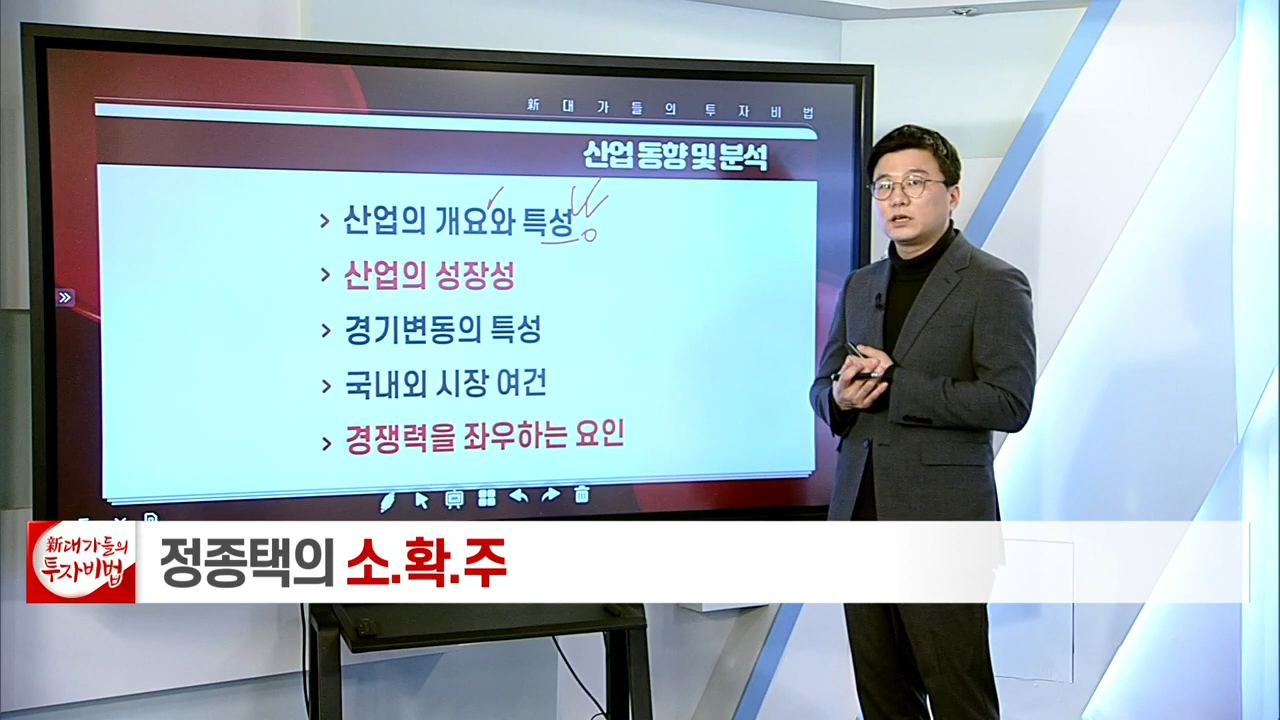 新 대 가 들 의 투 자 비 법
산업 동향 및 분석
> 산업의 개요와 특성
> 산업의 성장성
> 경기변동의 특성
> 국내외 시장 여건
> 경쟁력을 좌우하는 요인
新대가들의
투자비법
정종택의 소.확.주